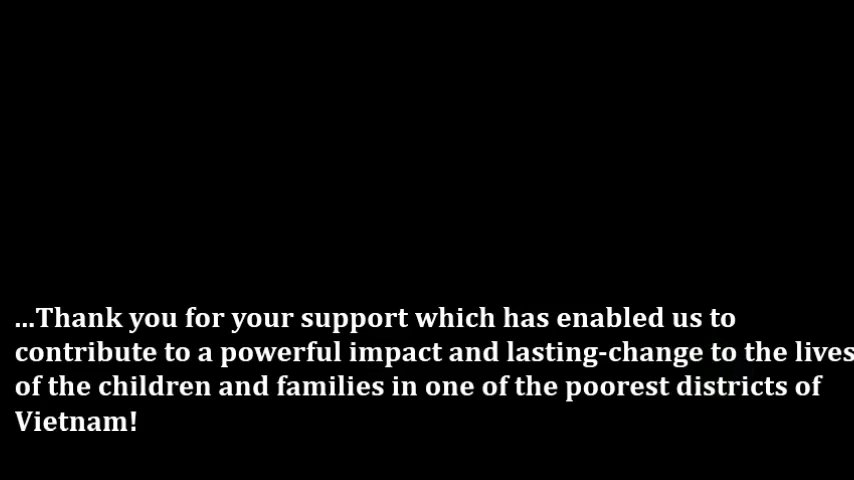 ...Thank you for your support which has enabled us to
contribute to a powerful impact and lasting-change to the lives
of the children and families in one of the poorest districts of
Vietnam!